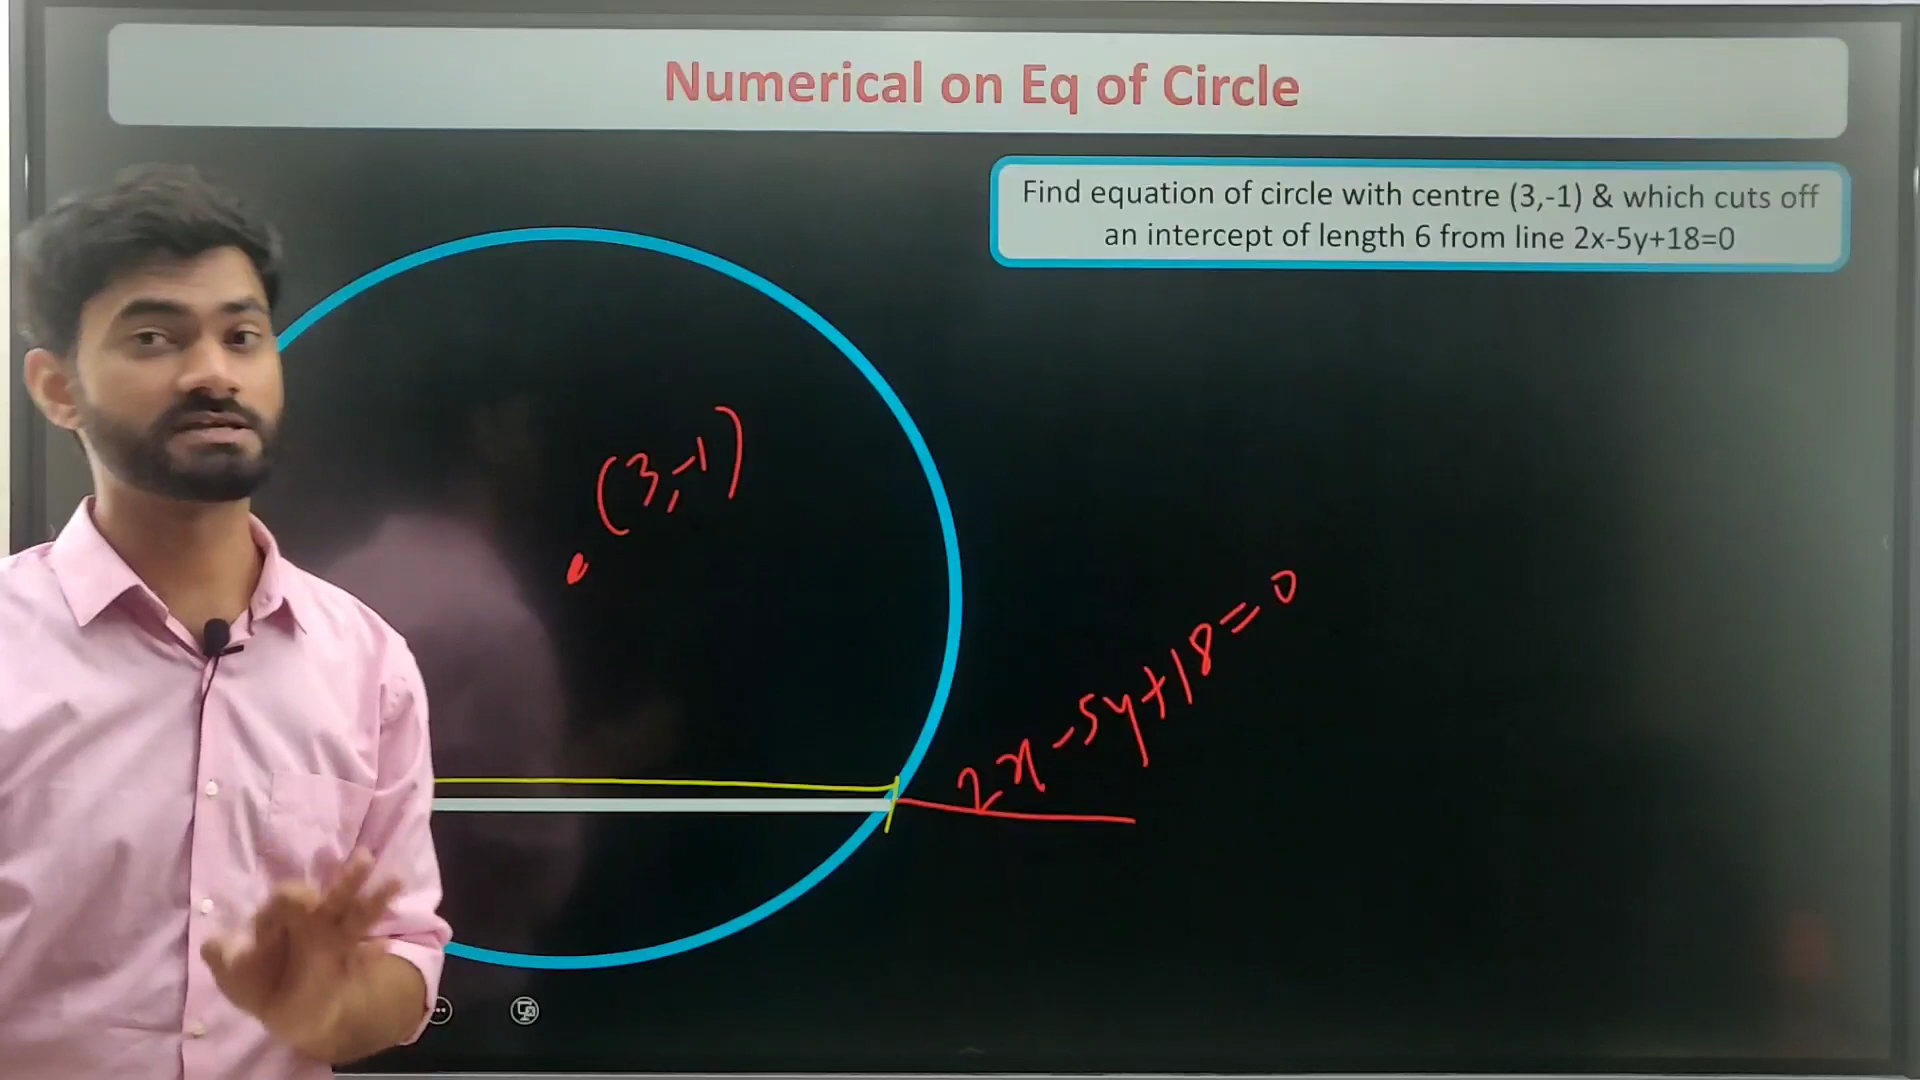 Numerical on Eq of Circle
Find equation of circle with centre (3,-1) & which cuts off
an intercept of length 6 from line 2x-5y+18=0
(3,-1)
2x-5y+18=0